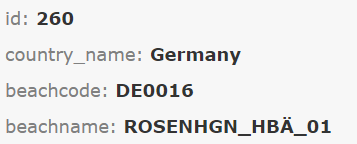 id: 260
country_name: Germany
beachcode: DE0016
beachname: ROSENHGN_HBÄ_01